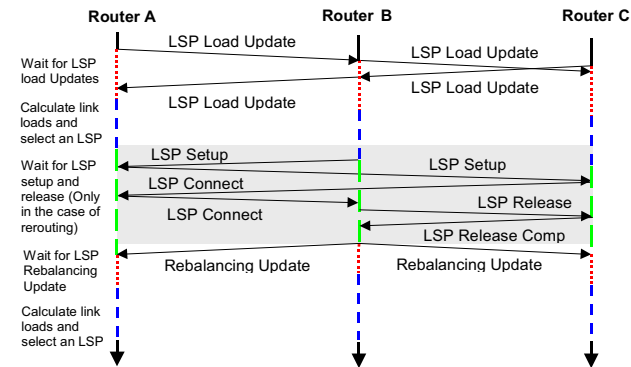 Router A
Router B
Router C
LSP Load Update
LSP Load Update
Wait for LSP
load Updates
LSP Load Update
LSP Load Update
Calculate link
loads and
select an LSP
LSP Setup
LSP Setup
Wait for LSP
setup and
release (Only
in the case of
rerouting)
LSP Connect
LSP Release
LSP Connect
LSP Release Comp
Wait for LSP
Rebalancing
Update
Rebalancing Update
Rebalancing Update
Calculate link
loads and
select an LSP